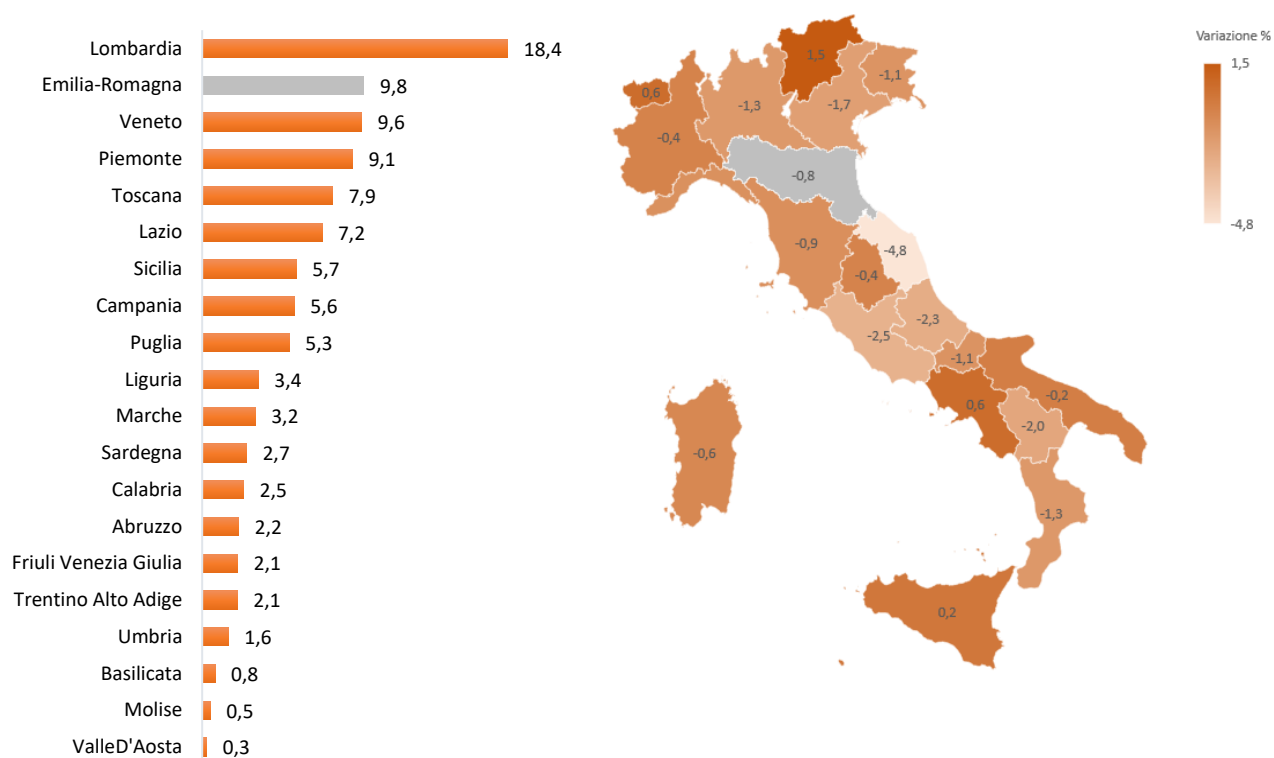 Lombardia 18,4
Emilia-Romagna 9,8
Veneto 9,6
Piemonte 9,1
Toscana 7,9
Lazio 7,2
Sicilia 5,7
Campania 5,6
Puglia 5,3
Liguria 3,4
Marche 3,2
Sardegna 2,7
Calabria 2,5
Abruzzo 2,2
Friuli Venezia Giulia 2,1
Trentino Alto Adige 2,1
Umbria 1,6
Basilicata 0,8
Molise 0,5
ValleD'Aosta 0,3
1,5
-1,1
0,6
-1,3
-1,7
-0,4
-0,8
-0,9
-4,8
-0,4
-2,3
-2,5
-1,1
-0,2
0,6
-2,0
-0,6
-1,3
0,2
Variazione %
1,5
-4,8